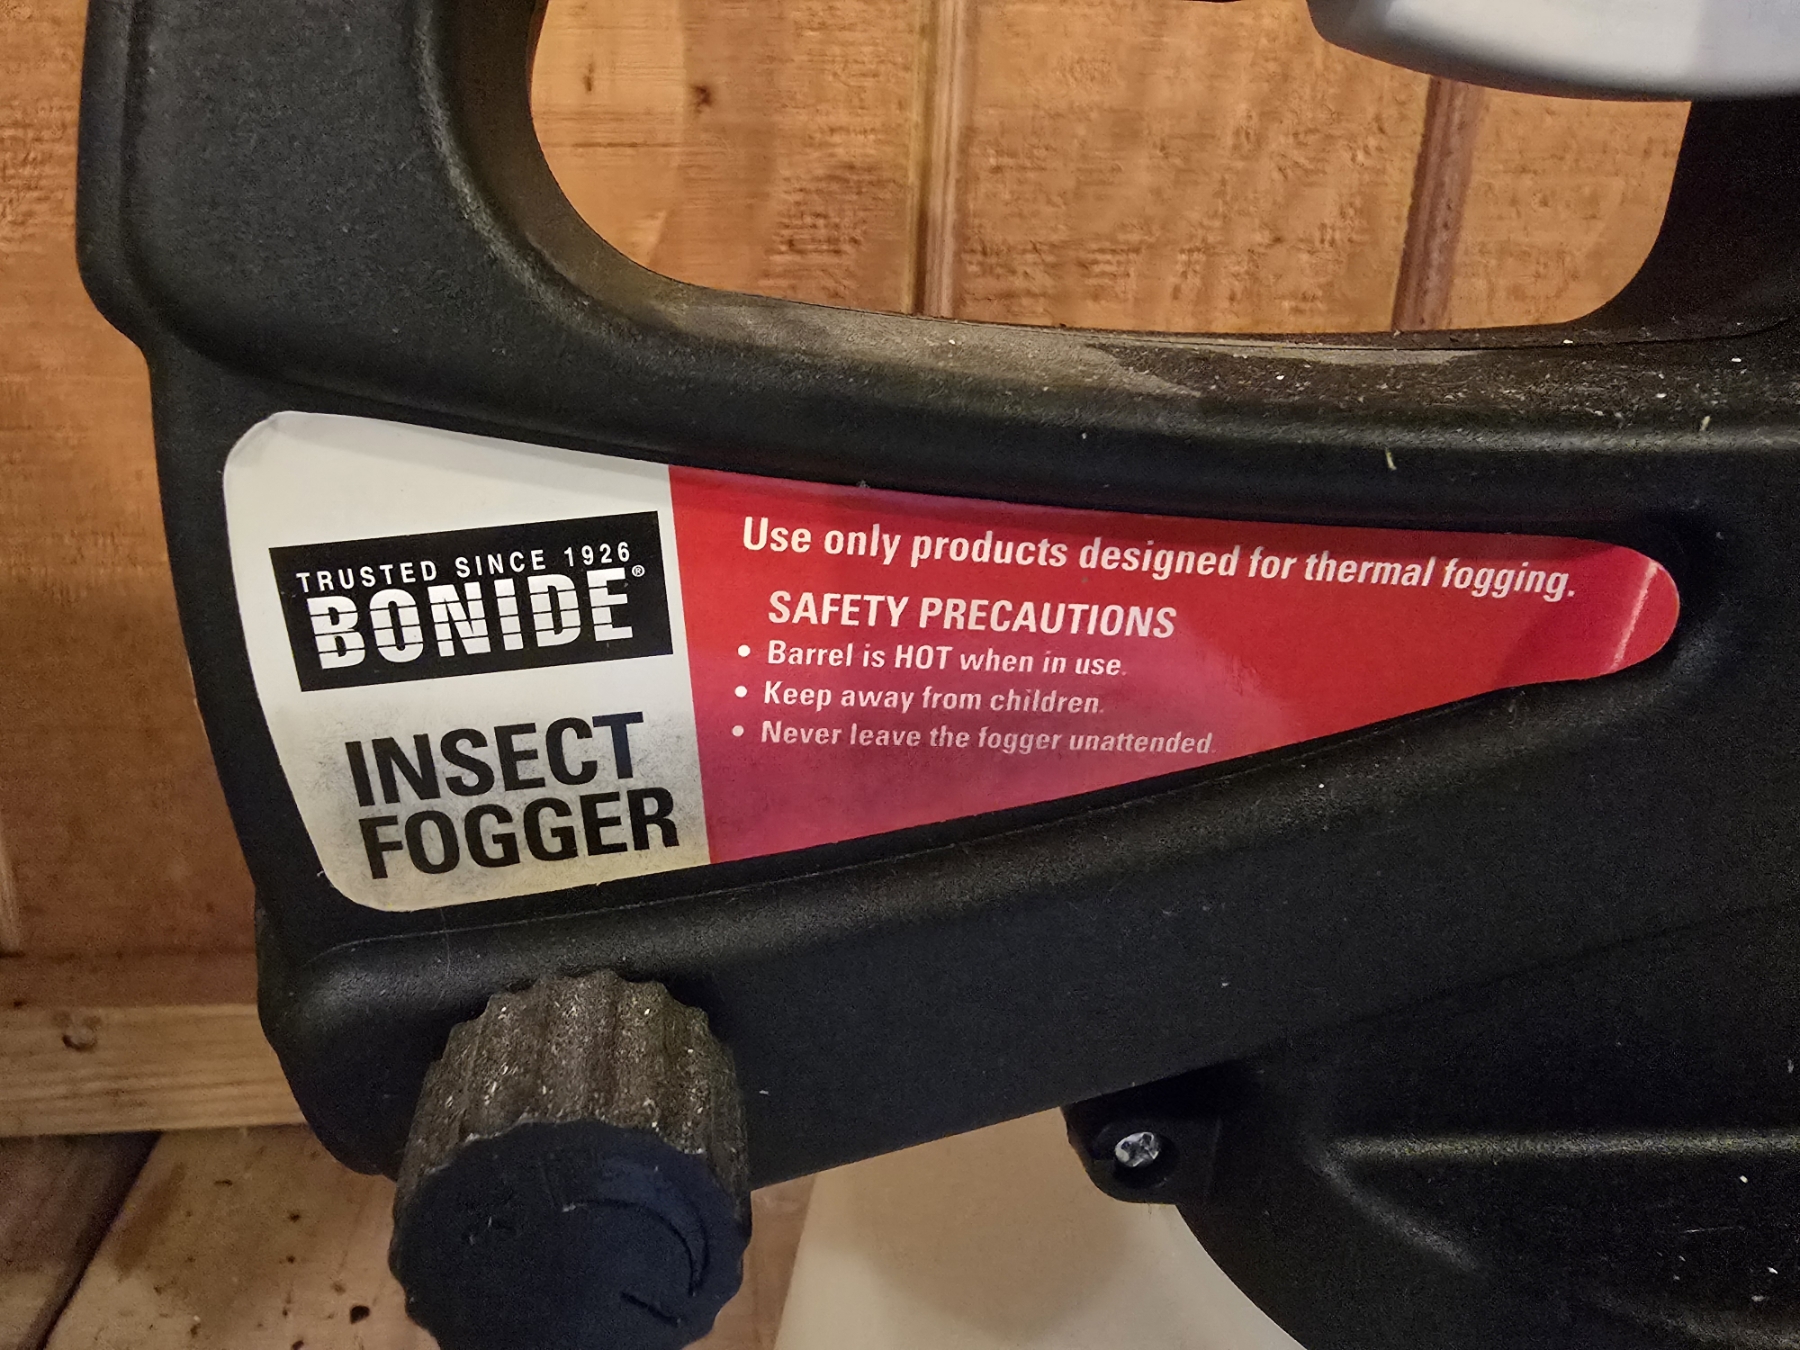 TRUSTED SINCE 1926
BONIDE®
INSECT
FOGGER
Use only products designed for thermal fogging.
SAFETY PRECAUTIONS
• Barrel is HOT when in use.
• Keep away from children.
• Never leave the fogger unattended.